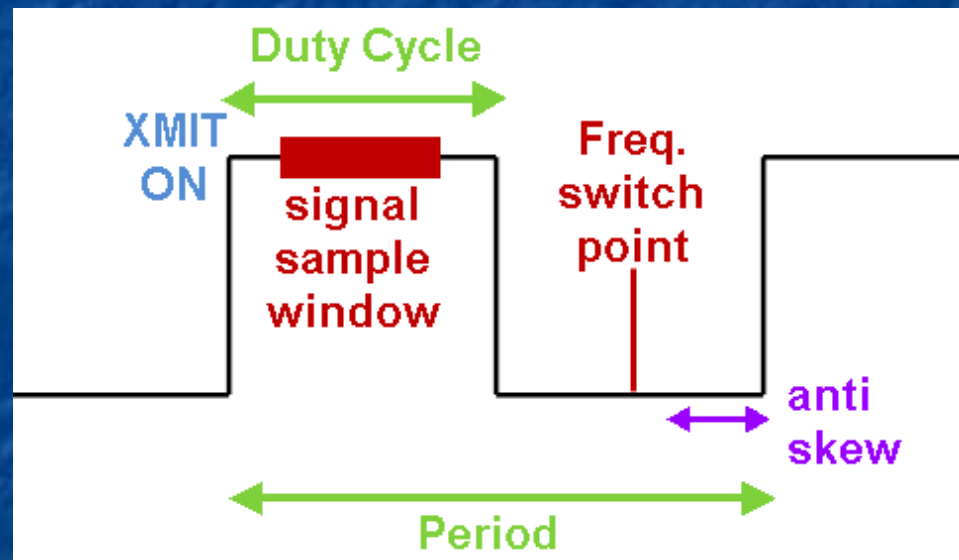 Duty Cycle
XMIT
ON
signal
sample
window
Freq.
switch
point
anti
skew
Period